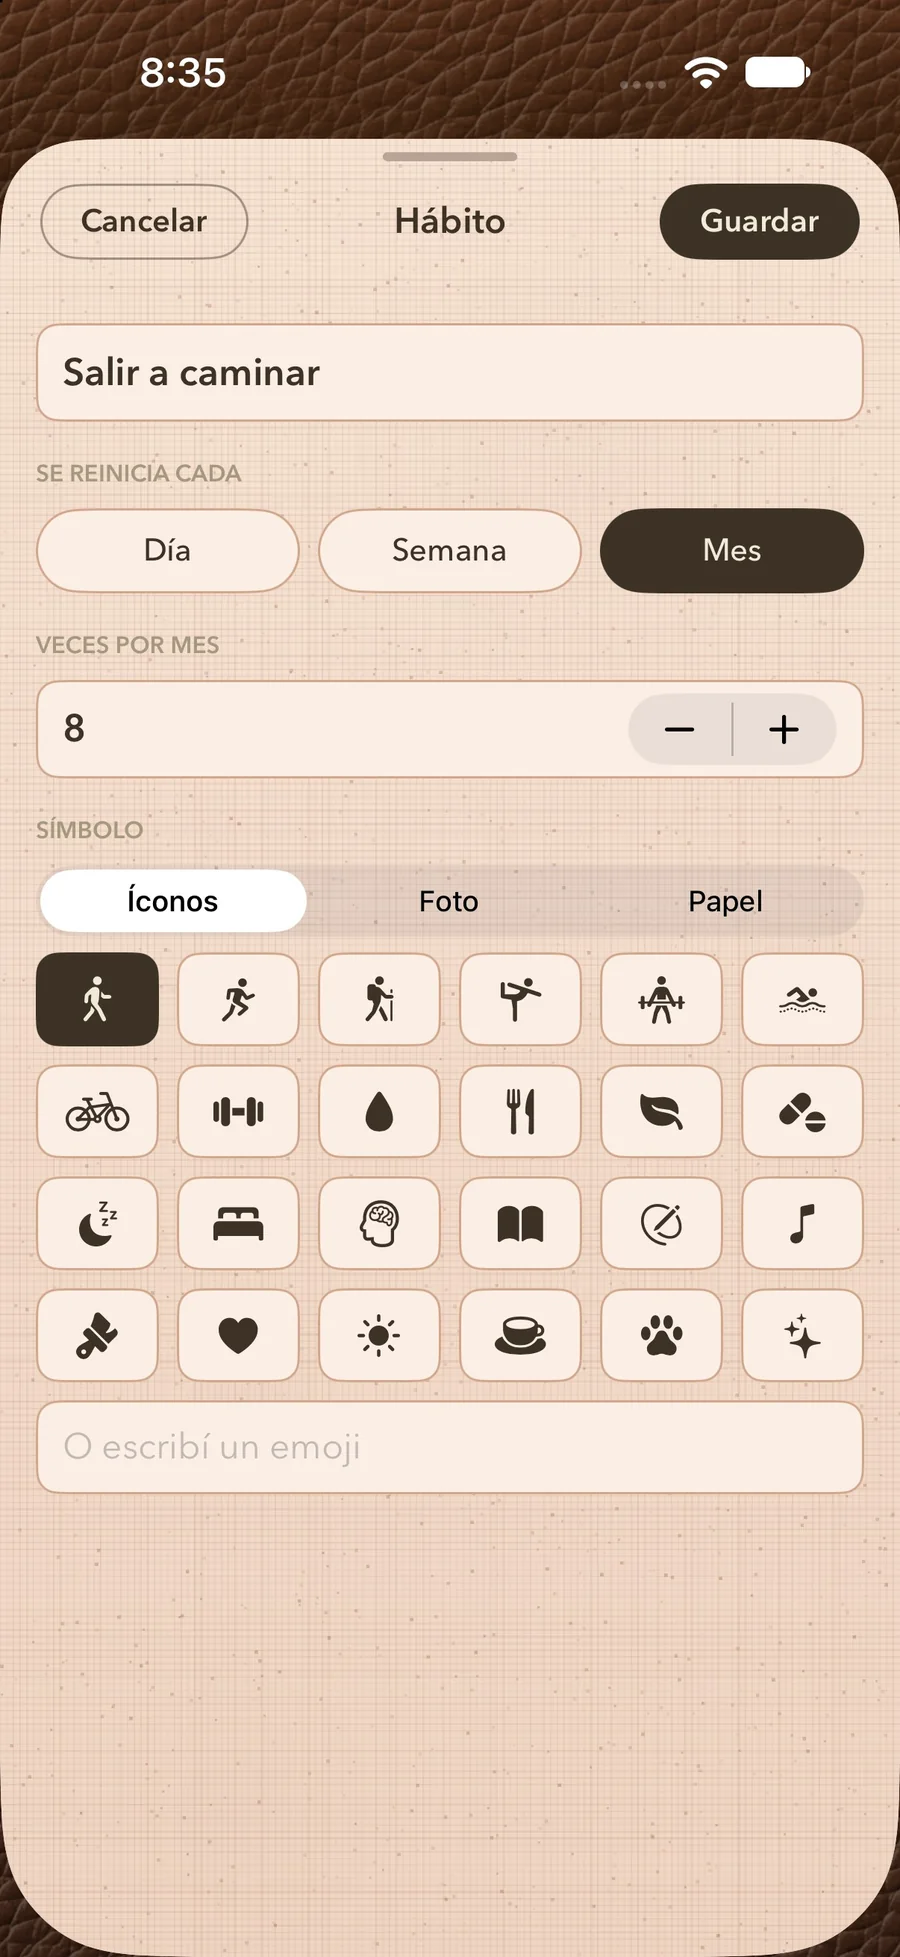 8:35
Cancelar
Hábito
Guardar
Salir a caminar
SE REINICIA CADA
Día
Semana
Mes
VECES POR MES
8
SÍMBOLO
Íconos
Foto
Papel
O escribí un emoji